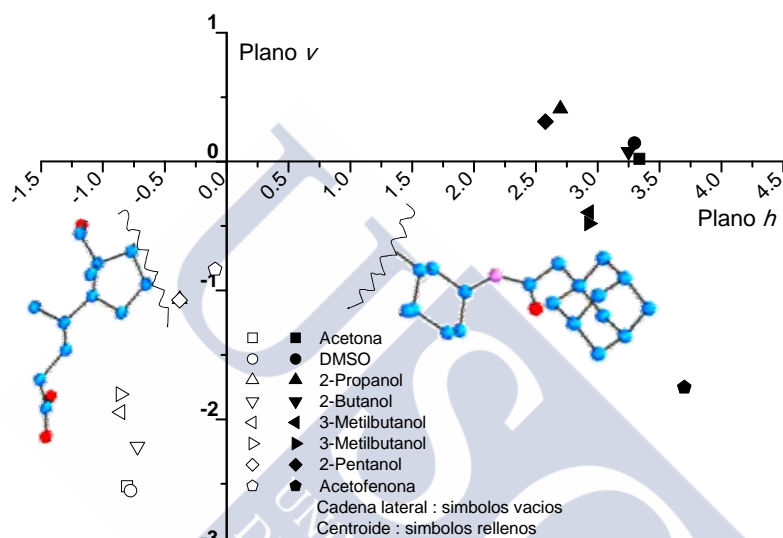 1
Plano v
0
-1.5 -1.0 -0.5 0.0 0.5 1.0 1.5 2.0 2.5 3.0 3.5 4.0 4.5
Plano h
-1
Acetona
DMSO
2-Propanol
2-Butanol
-2
3-Metilbutanol
3-Metilbutanol
2-Pentanol
Acetofenona
Cadena lateral : simbolos vacios
Centroide : simbolos rellenos
-3